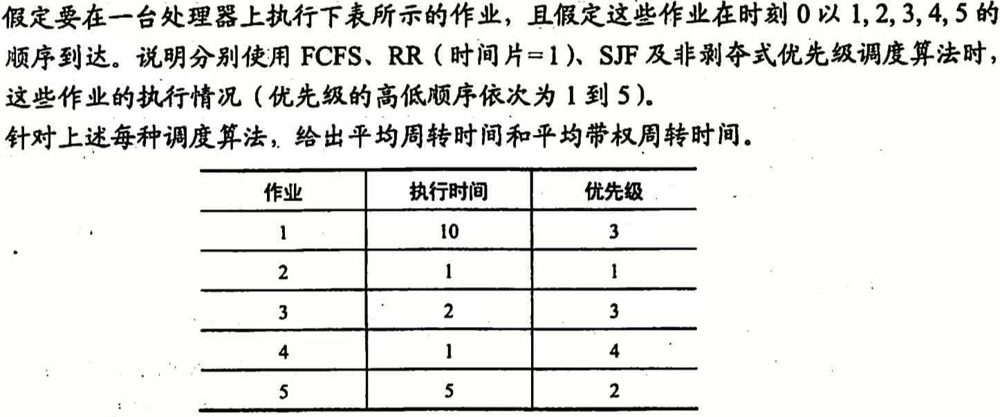 假定要在一台处理器上执行下表所示的作业，且假定这些作业在时刻 0 以 1, 2, 3, 4, 5 的
顺序到达。说明分别使用 FCFS、RR（时间片=1）、SJF 及非剥夺式优先级调度算法时，
这些作业的执行情况（优先级的高低顺序依次为 1 到 5）。
针对上述每种调度算法，给出平均周转时间和平均带权周转时间。
作业 执行时间 优先级
1 10 3
2 1 1
3 2 3
4 1 4
5 5 2